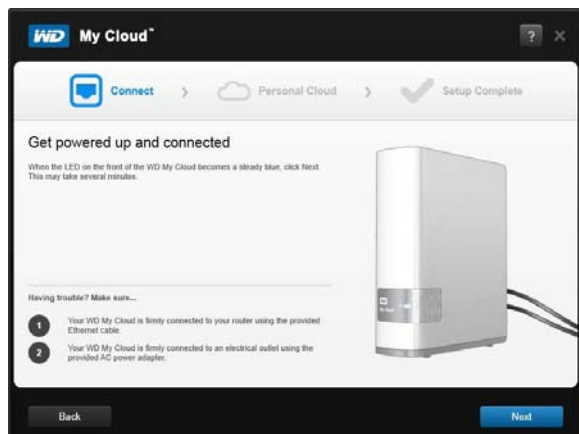 WD My Cloud™ ?
Connect > Personal Cloud > Setup Complete
Get powered up and connected
When the LED on the front of the WD My Cloud becomes a steady blue, click Next.
This may take several minutes.
Having trouble? Make sure...
1 Your WD My Cloud is firmly connected to your router using the provided
Ethernet cable.
2 Your WD My Cloud is firmly connected to an electrical outlet using the
provided AC power adapter.
WD
My Cloud
Back Next